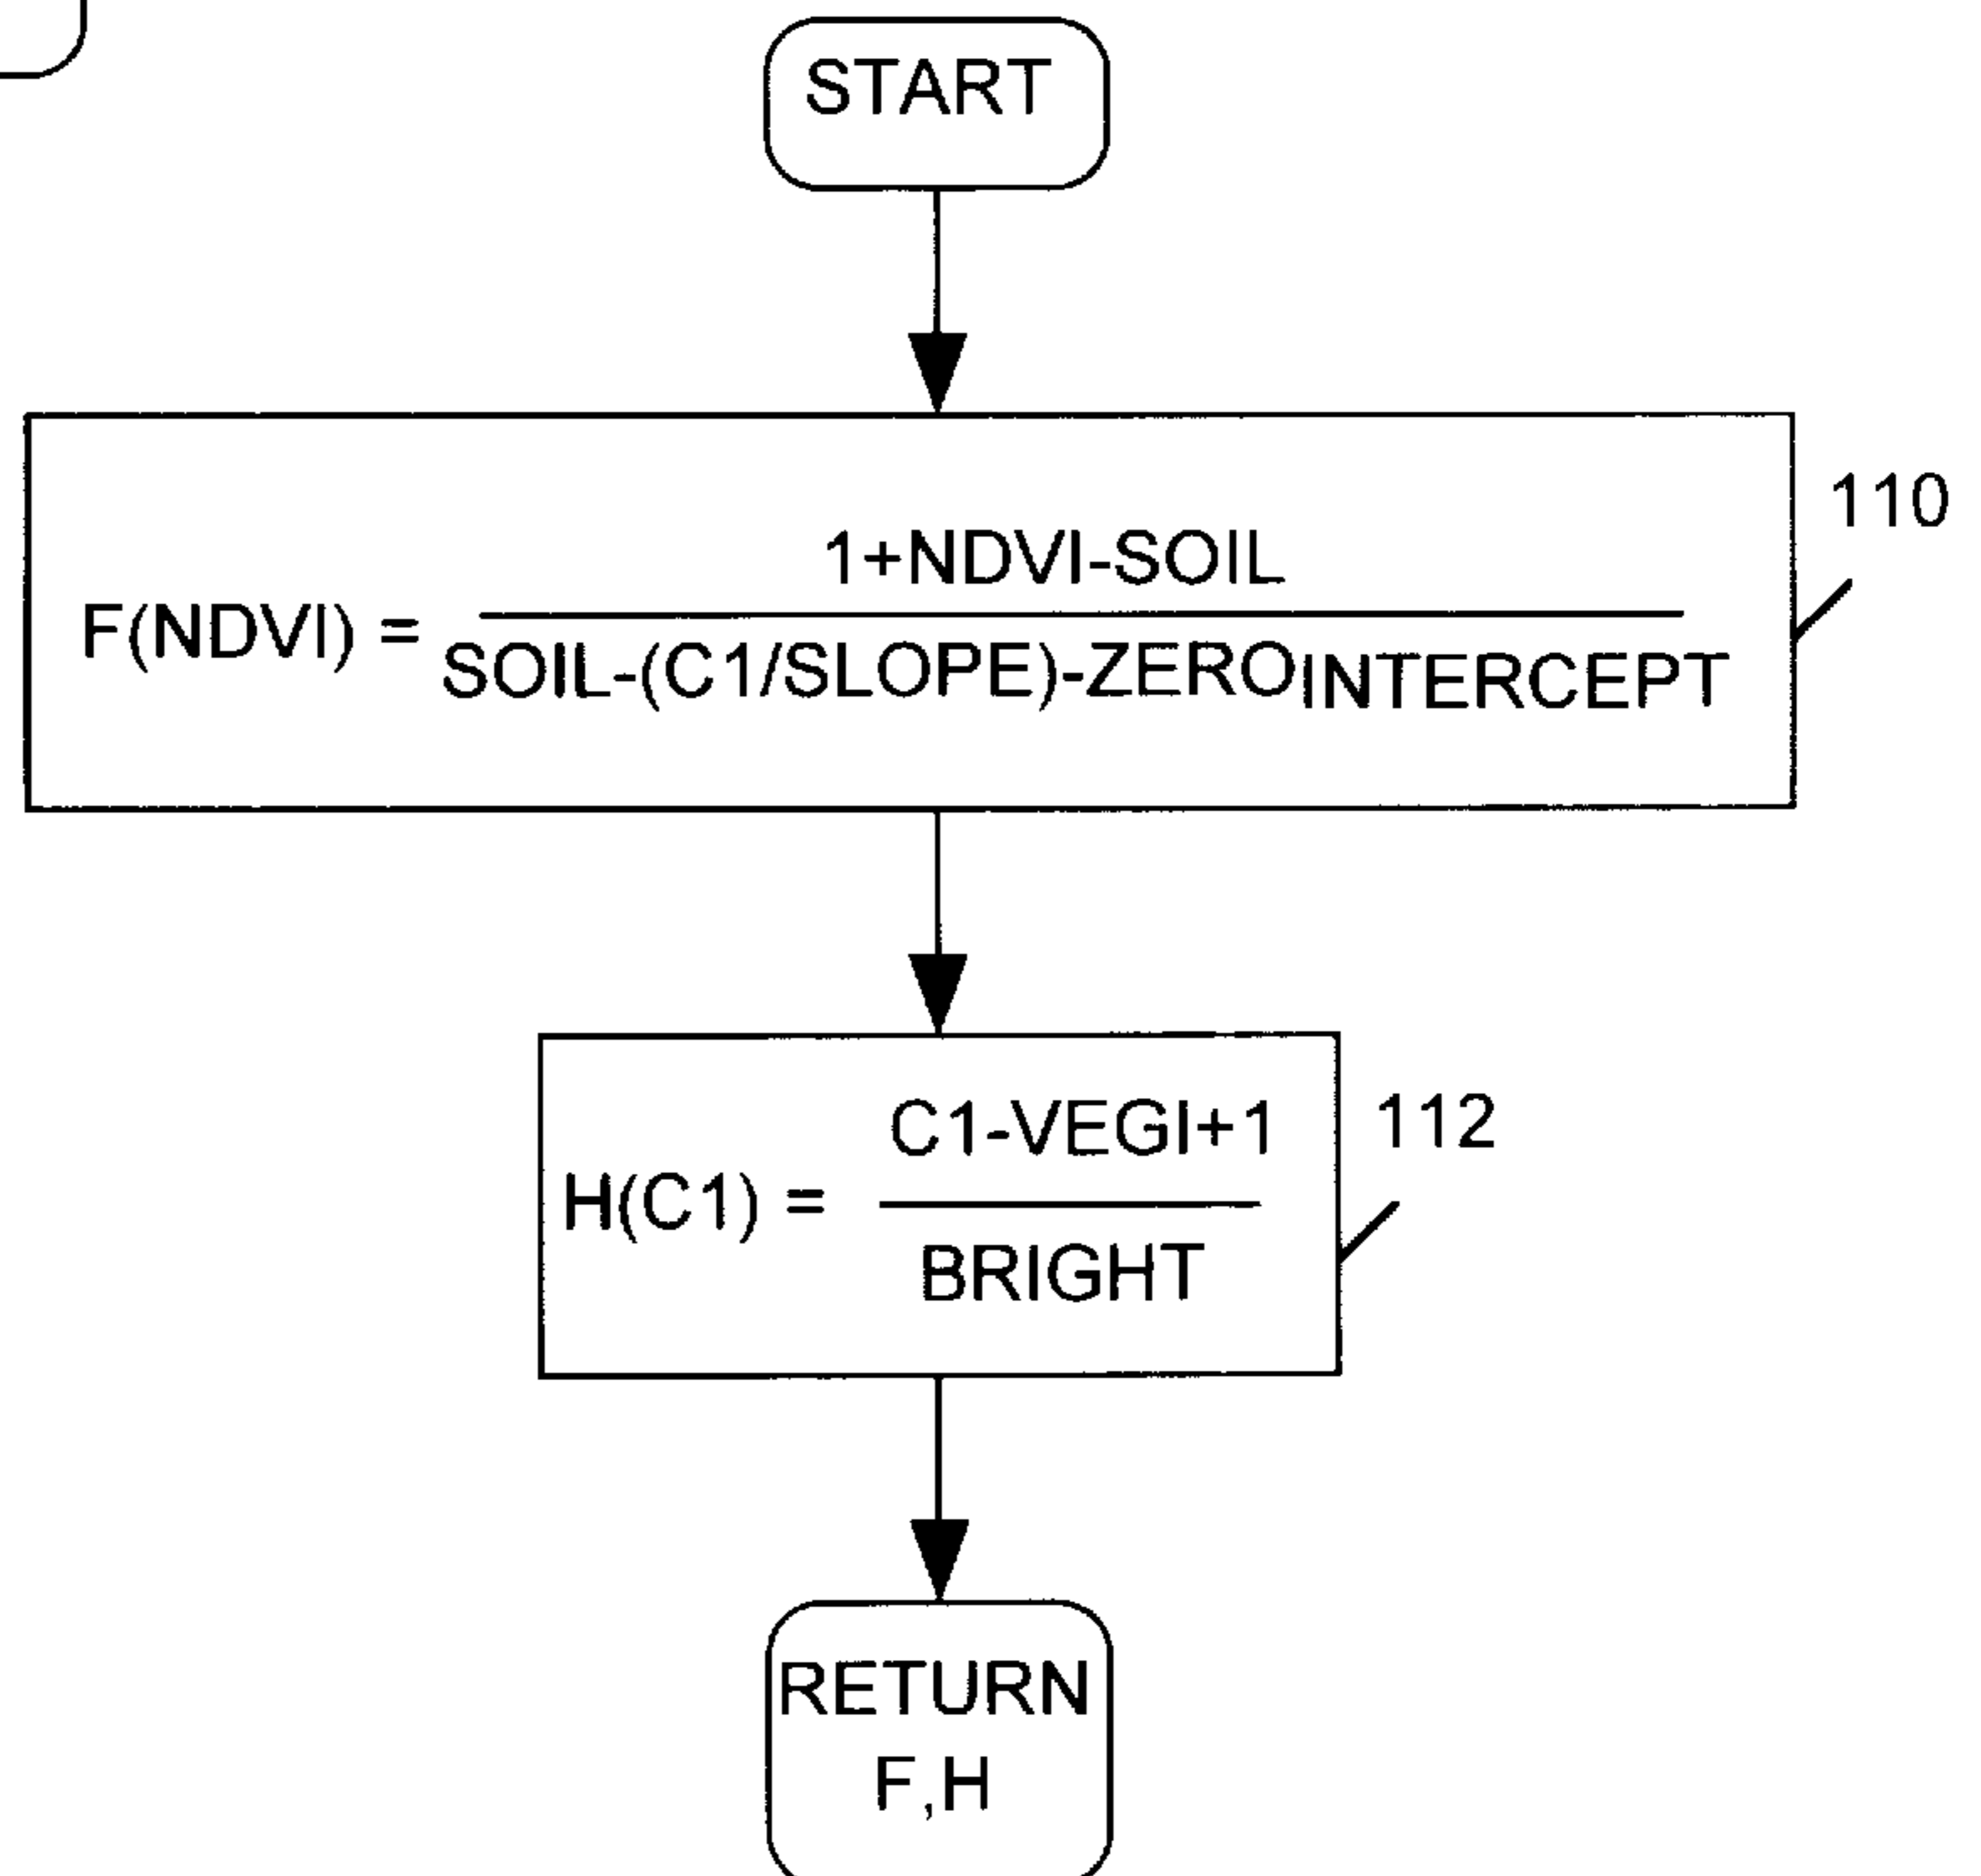 START
110
1+NDVI-SOIL
F(NDVI) =
SOIL-(C1/SLOPE)-ZEROINTERCEPT
C1-VEGI+1
112
H(C1) =
BRIGHT
RETURN
F,H